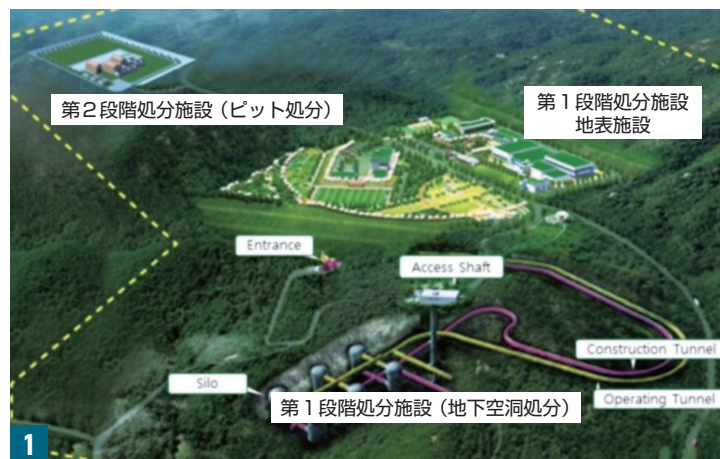 第2段階処分施設（ピット処分）
第1段階処分施設
地表施設
Entrance
Access Shaft
Construction Tunnel
Silo
Operating Tunnel
第1段階処分施設（地下空洞処分）
1